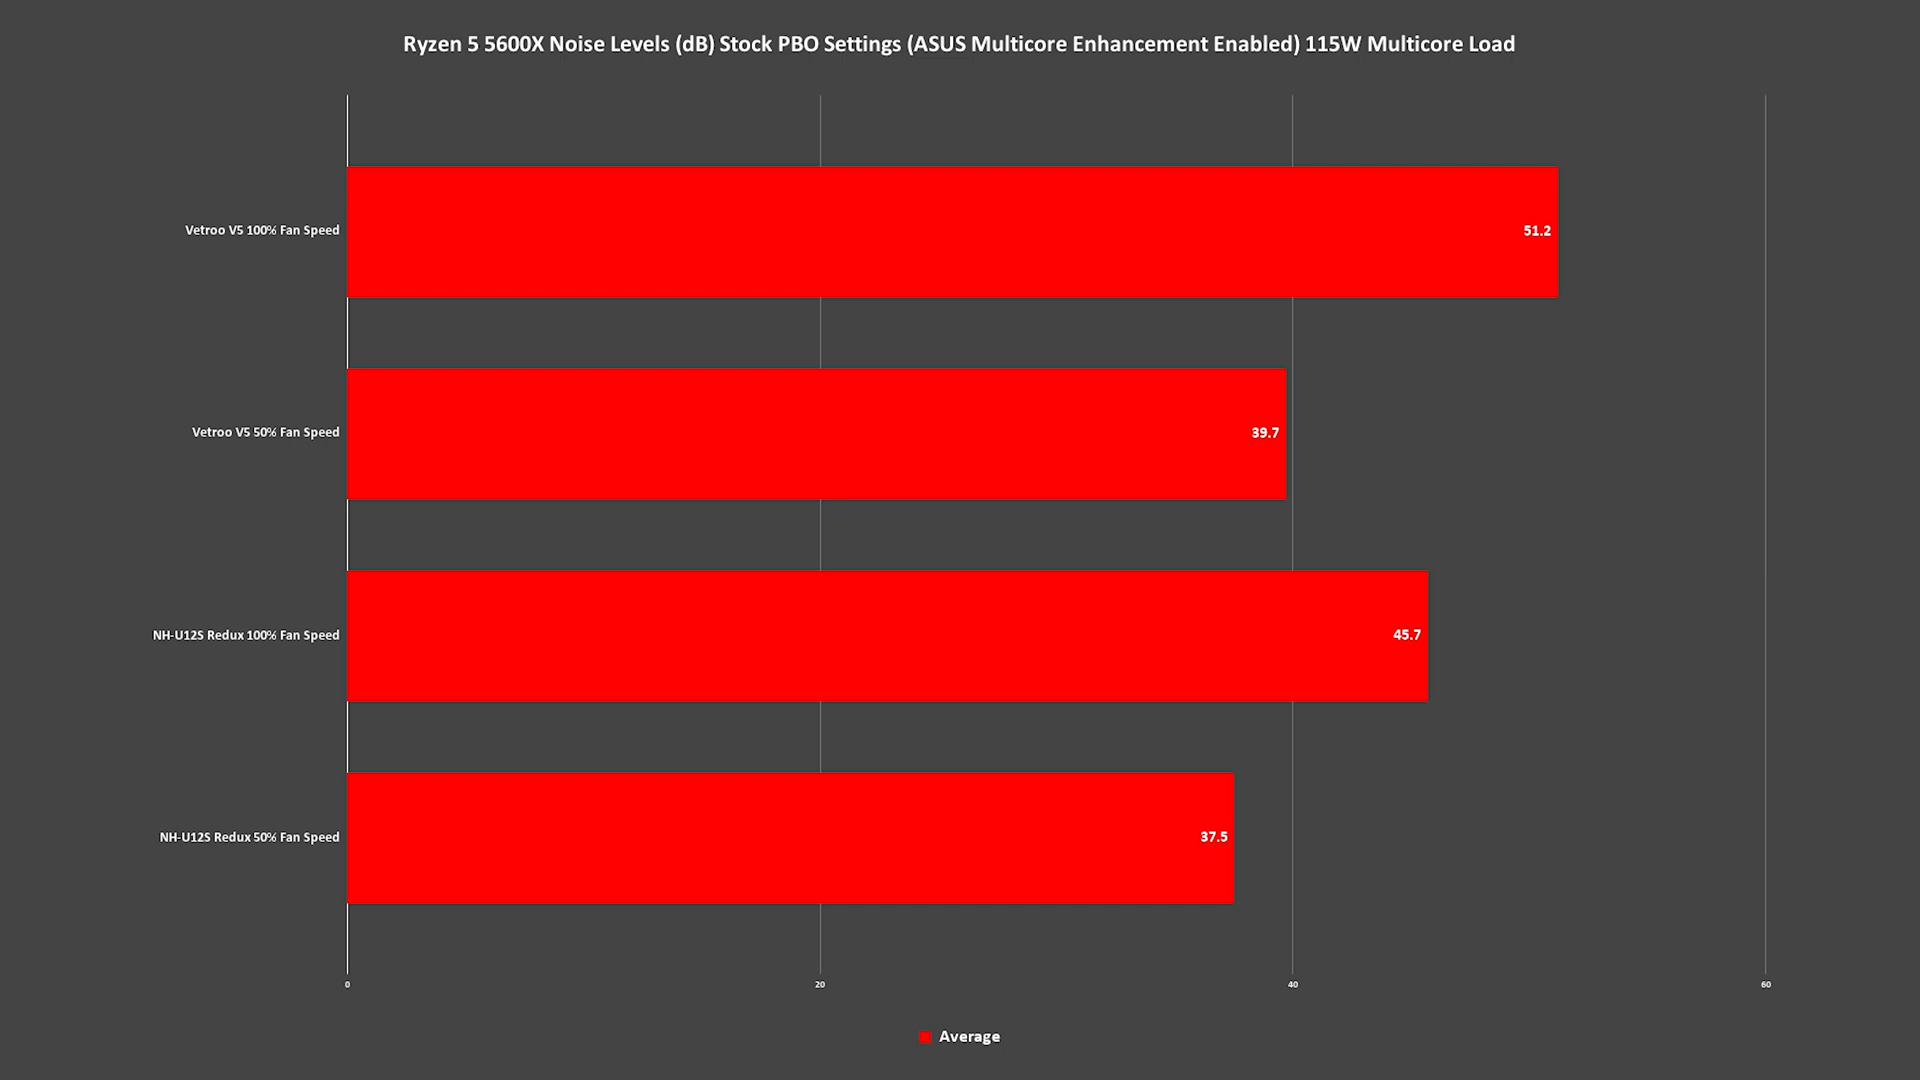 Ryzen 5 5600X Noise Levels (dB) Stock PBO Settings (ASUS Multicore Enhancement Enabled) 115W Multicore Load
Vetroo V5 100% Fan Speed
51.2
Vetroo V5 50% Fan Speed
39.7
NH-U12S Redux 100% Fan Speed
45.7
NH-U12S Redux 50% Fan Speed
37.5
0 20 40 60
Average